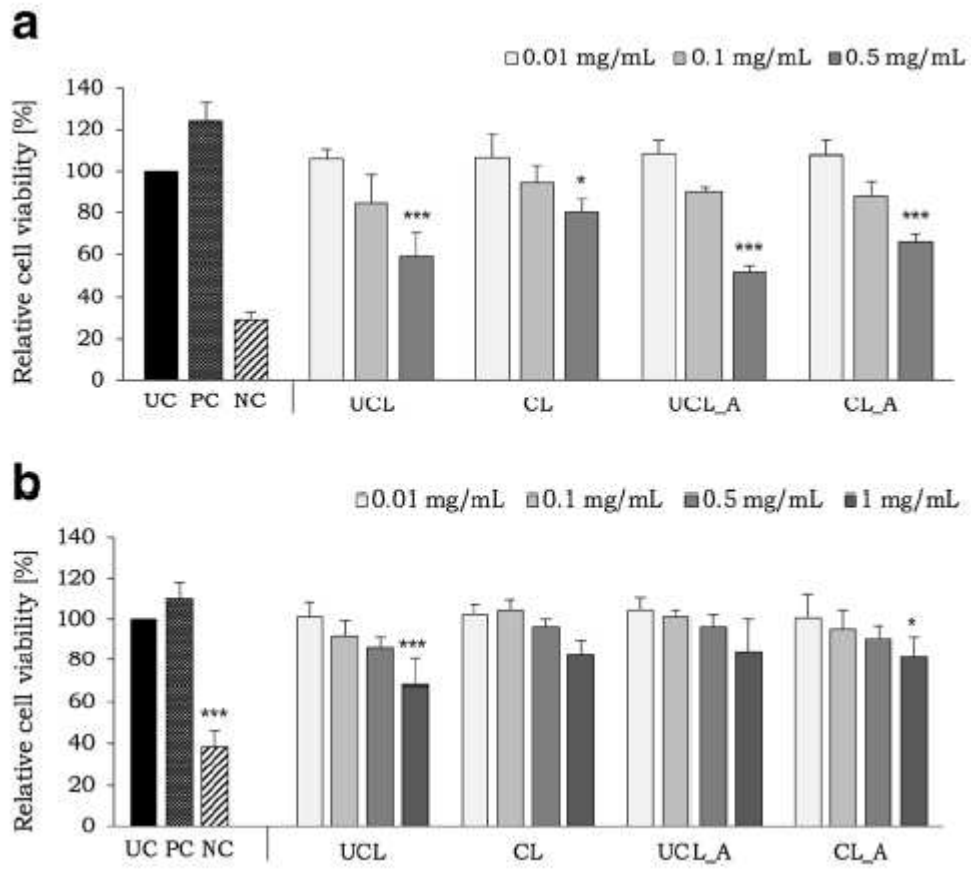 a
0.01 mg/mL 0.1 mg/mL 0.5 mg/mL
Relative cell viability [%]
140
120
100
80
60
40
20
0
***
*
***
***
UC PC NC UCL CL UCL_A CL_A
b
0.01 mg/mL 0.1 mg/mL 0.5 mg/mL 1 mg/mL
Relative cell viability [%]
140
120
100
80
60
40
20
0
***
***
*
UC PC NC UCL CL UCL_A CL_A